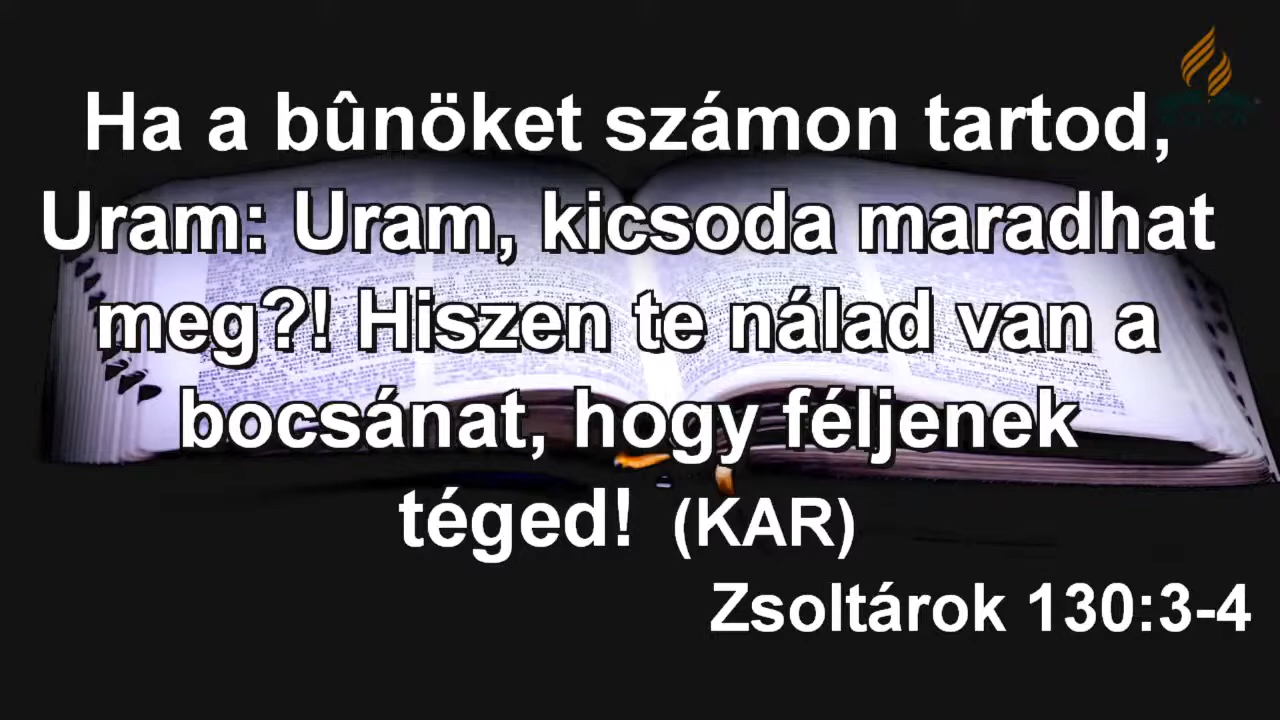 Ha a bûnöket számon tartod,
Uram: Uram, kicsoda maradhat
meg?! Hiszen te nálad van a
bocsánat, hogy féljenek
téged! (KAR)
Zsoltárok 130:3-4